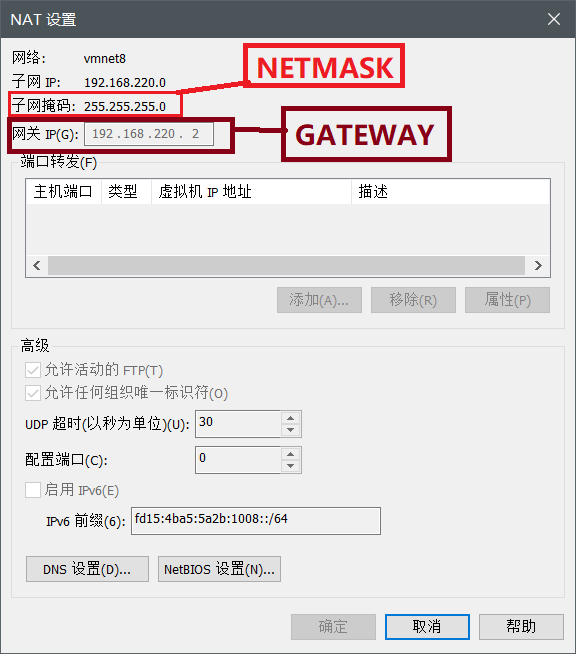 NAT 设置
网络: vmnet8
子网 IP: 192.168.220.0
NETMASK
子网掩码: 255.255.255.0
网关 IP(G): 192 . 168 . 220 . 2
GATEWAY
端口转发(F)
主机端口 类型 虚拟机 IP 地址 描述
添加(A)... 移除(R) 属性(P)
高级
允许活动的 FTP(T)
允许任何组织唯一标识符(O)
UDP 超时(以秒为单位)(U): 30
配置端口(C): 0
启用 IPv6(E)
IPv6 前缀(6): fd15:4ba5:5a2b:1008::/64
DNS 设置(D)... NetBIOS 设置(N)...
确定 取消 帮助